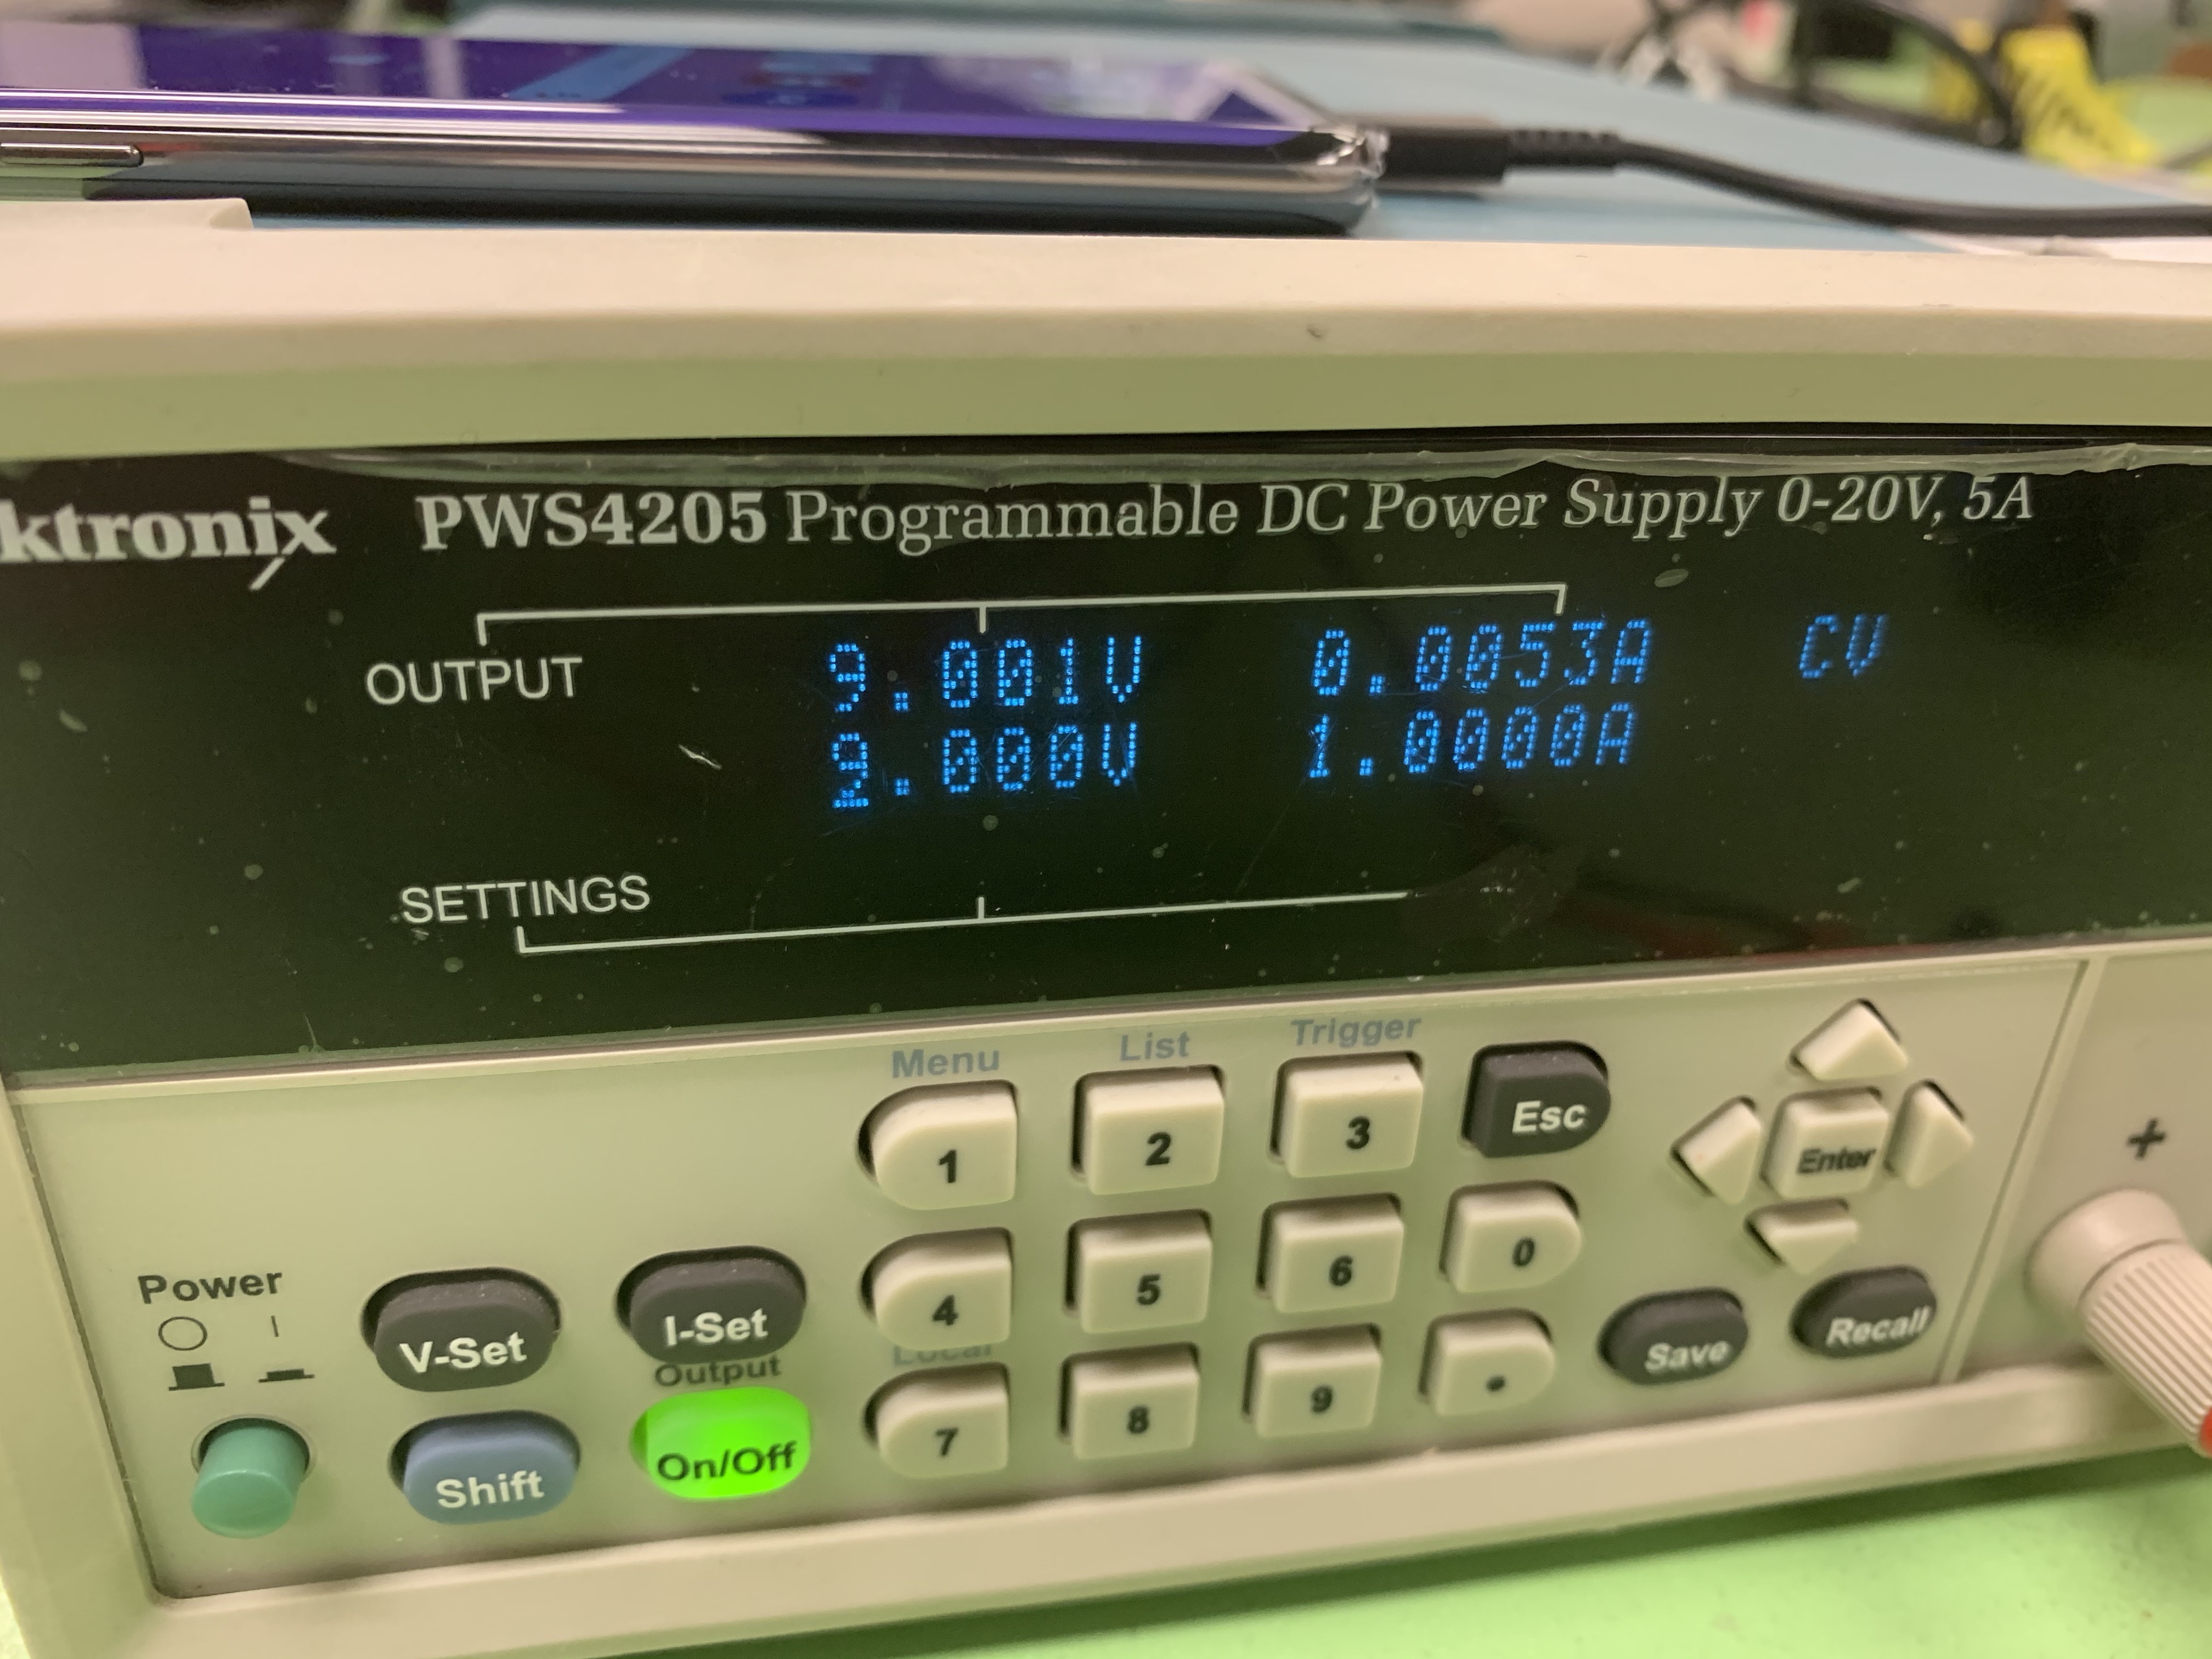 ktronix PWS4205 Programmable DC Power Supply 0-20V, 5A
OUTPUT 9.001V 0.0053A CV
9.000V 1.0000A
SETTINGS
Menu List Trigger
1 2 3 Esc
Enter
+
4 5 6 0
Power
V-Set I-Set
Local
Output
Save Recall
7 8 9 .
Shift On/Off